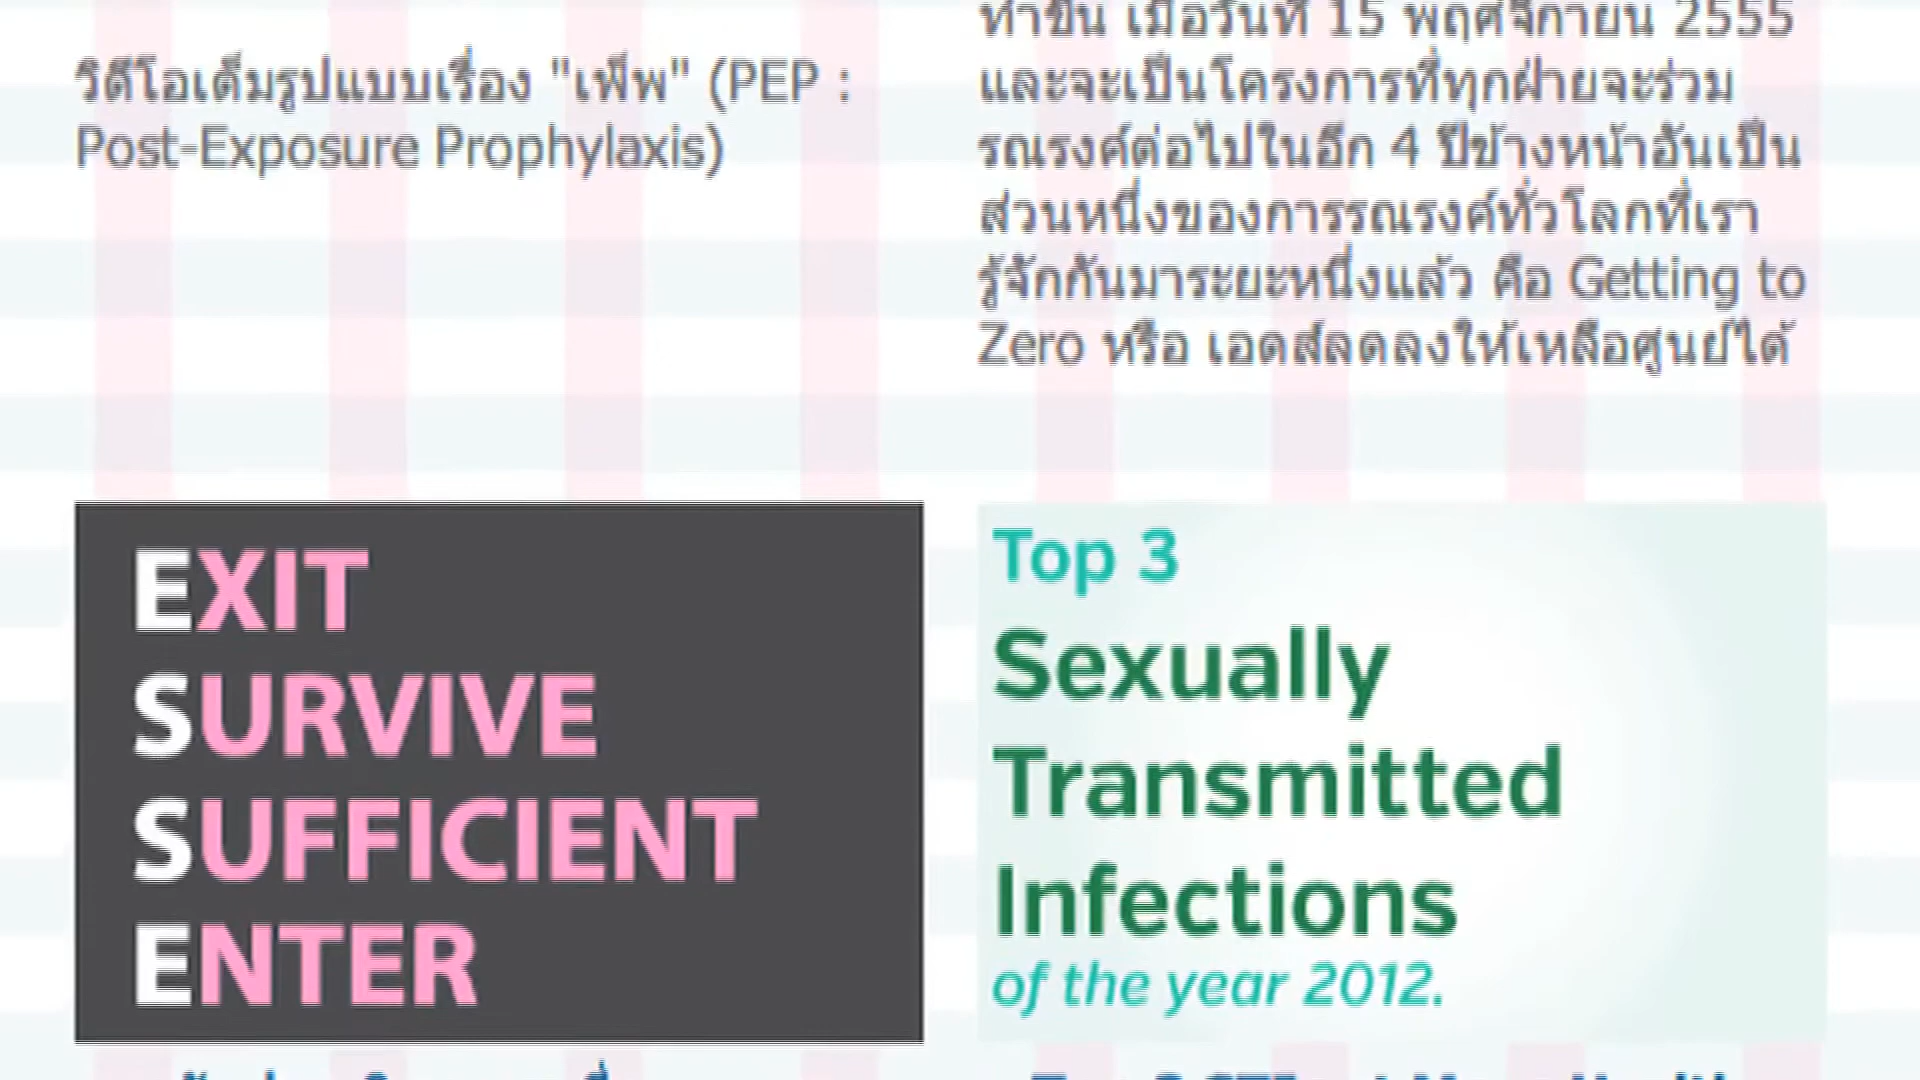 วิดีโอเต็มรูปแบบเรื่อง "เพ็พ" (PEP :
Post-Exposure Prophylaxis)
ทำขึ้น เมื่อวันที่ 15 พฤศจิกายน 2555
และจะเป็นโครงการที่ทุกฝ่ายจะร่วม
รณรงค์ต่อไปในอีก 4 ปีข้างหน้าอันเป็น
ส่วนหนึ่งของการรณรงค์ทั่วโลกที่เรา
รู้จักกันมาระยะหนึ่งแล้ว คือ Getting to
Zero หรือ เอดส์ลดลงให้เหลือศูนย์ได้
EXIT
SURVIVE
SUFFICIENT
ENTER
Top 3
Sexually
Transmitted
Infections
of the year 2012.